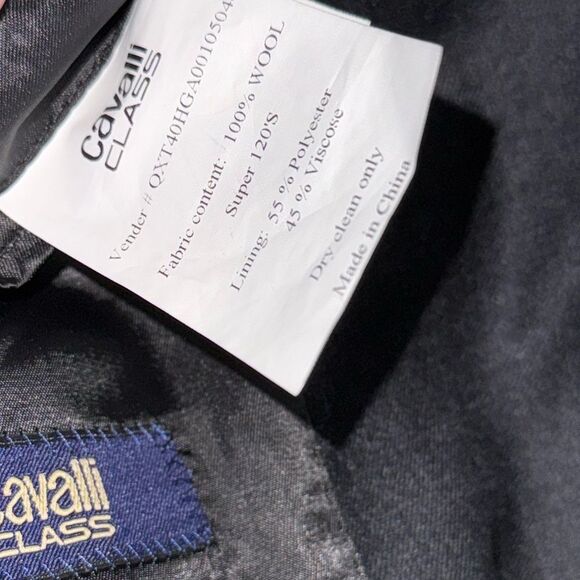 Cavalli
CLASS
Vender # QXT40HGA0010504
Fabric content: 100% WOOL
Super 120'S
Lining: 55 % Polyester
45 % Viscose
Dry clean only
Made in China
Cavalli
CLASS